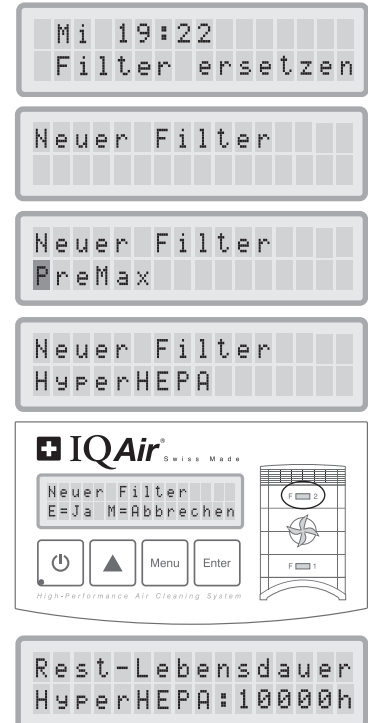 Mi 19:22
Filter ersetzen
Neuer Filter
Neuer Filter
PreMax
Neuer Filter
HyperHEPA
IQAir® Swiss Made
Neuer Filter
E=Ja M=Abbrechen
F 2
Menu Enter
F 1
High-Performance Air Cleaning System
Rest-Lebensdauer
HyperHEPA:10000h